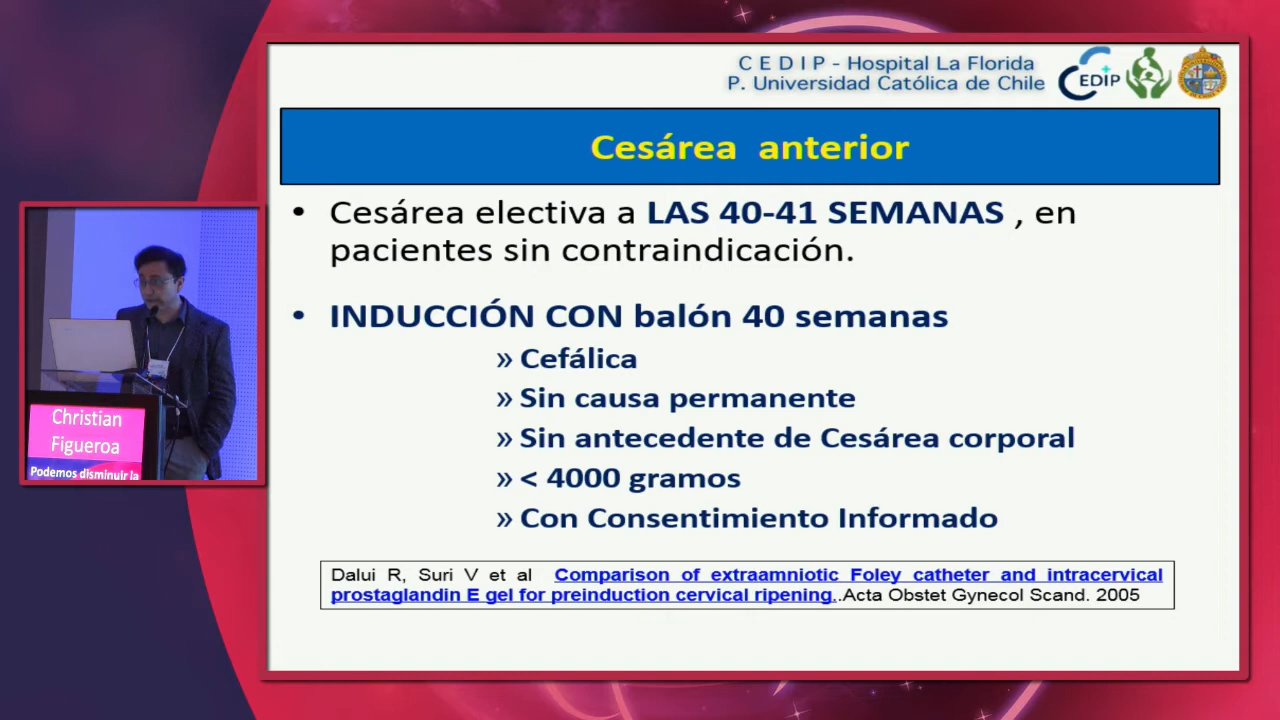 C E D I P - Hospital La Florida
P. Universidad Católica de Chile
CEDIP
Cesárea anterior
• Cesárea electiva a LAS 40-41 SEMANAS , en
pacientes sin contraindicación.
• INDUCCIÓN CON balón 40 semanas
» Cefálica
» Sin causa permanente
» Sin antecedente de Cesárea corporal
» < 4000 gramos
» Con Consentimiento Informado
Dalui R, Suri V et al Comparison of extraamniotic Foley catheter and intracervical
prostaglandin E gel for preinduction cervical ripening..Acta Obstet Gynecol Scand. 2005
Christian
Figueroa
Podemos disminuir la